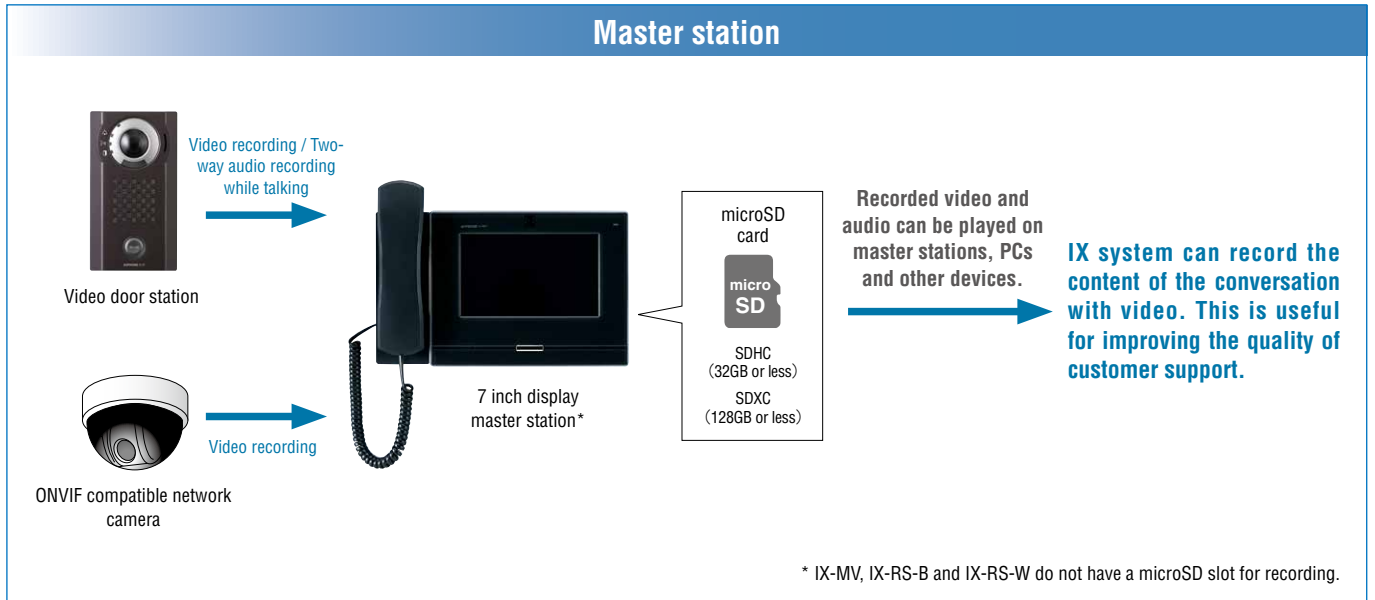 Master station
Video recording / Two-
way audio recording
while talking
Video door station
Video recording
ONVIF compatible network
camera
7 inch display
master station*
microSD
card
micro
SD
SDHC
(32GB or less)
SDXC
(128GB or less)
Recorded video and
audio can be played on
master stations, PCs
and other devices.
IX system can record the
content of the conversation
with video. This is useful
for improving the quality of
customer support.
* IX-MV, IX-RS-B and IX-RS-W do not have a microSD slot for recording.